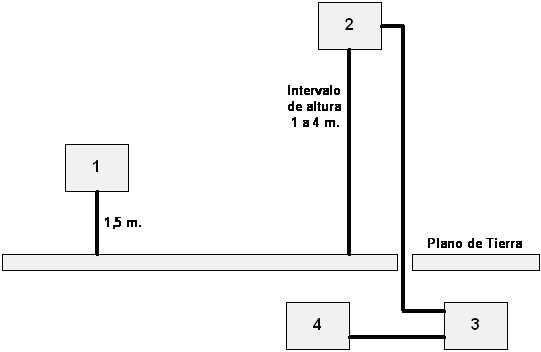 2
Intervalo
de altura
1 a 4 m.
1
1,5 m.
Plano de Tierra
4
3